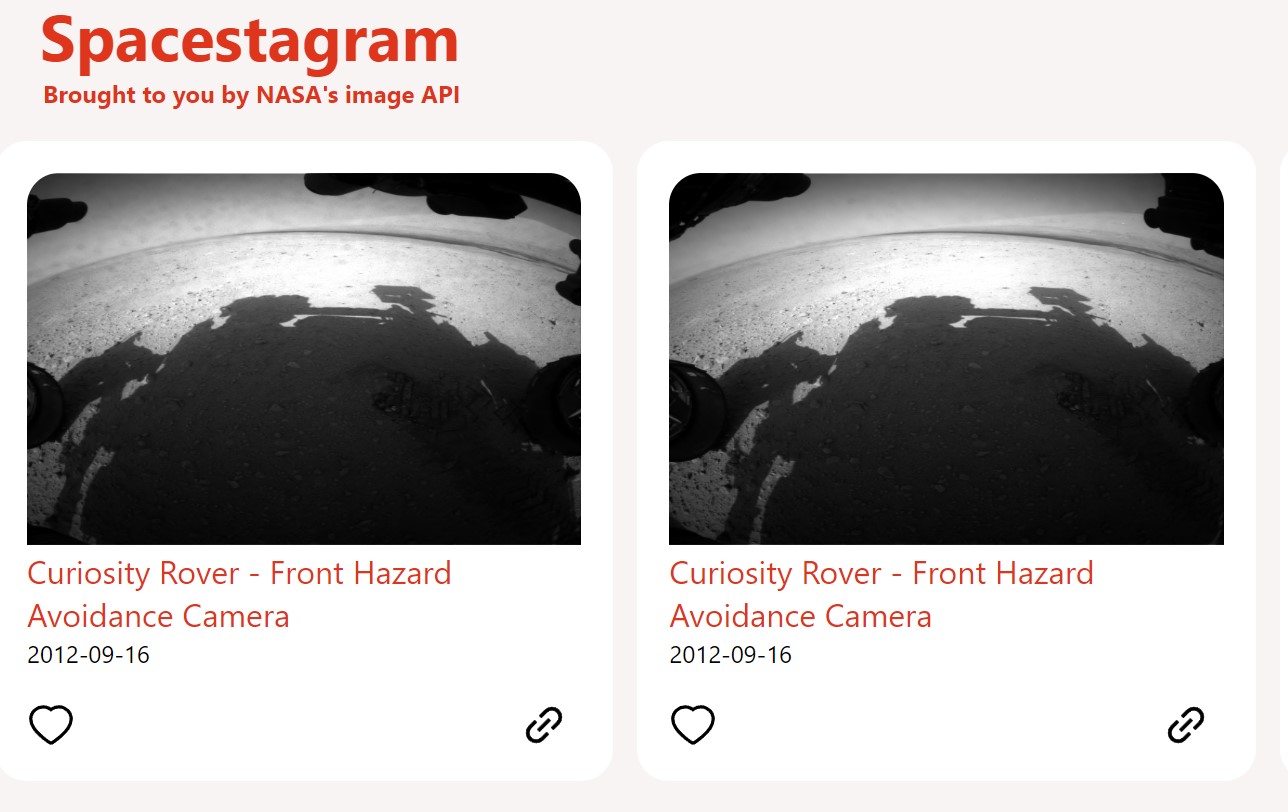 Spacestagram
Brought to you by NASA's image API
Curiosity Rover - Front Hazard
Avoidance Camera
2012-09-16
Curiosity Rover - Front Hazard
Avoidance Camera
2012-09-16